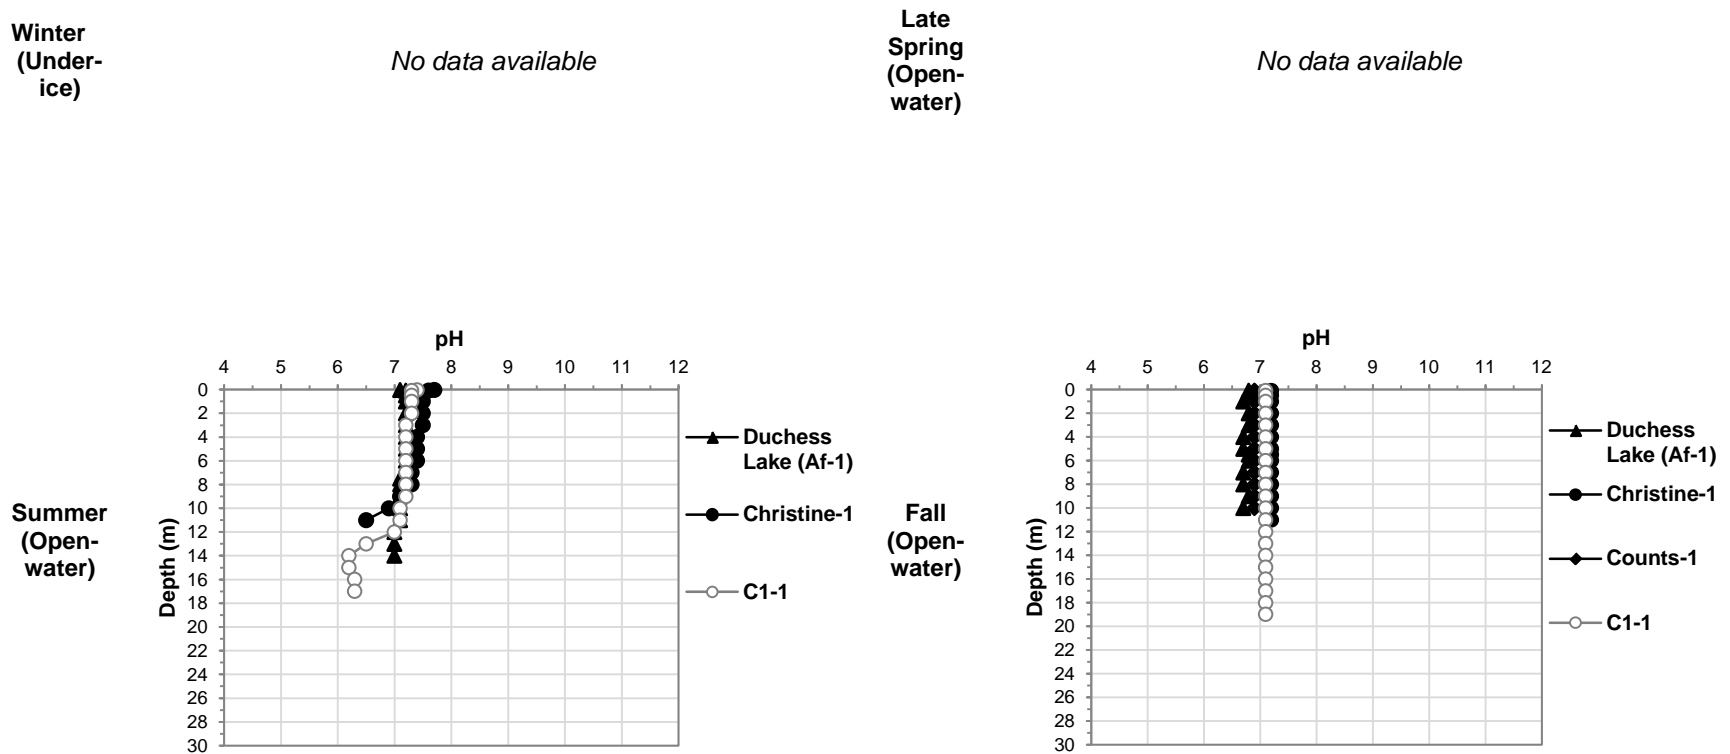 Winter
(Under-
ice)
No data available
Late
Spring
(Open-
water)
No data available
Summer
(Open-
water)
pH
4 5 6 7 8 9 10 11 12
0
2
4
6
8
10
12
14
16
18
20
22
24
26
28
30
Depth (m)
Duchess
Lake (Af-1)
Christine-1
C1-1
Fall
(Open-
water)
pH
4 5 6 7 8 9 10 11 12
0
2
4
6
8
10
12
14
16
18
20
22
24
26
28
30
Depth (m)
Duchess
Lake (Af-1)
Christine-1
Counts-1
C1-1